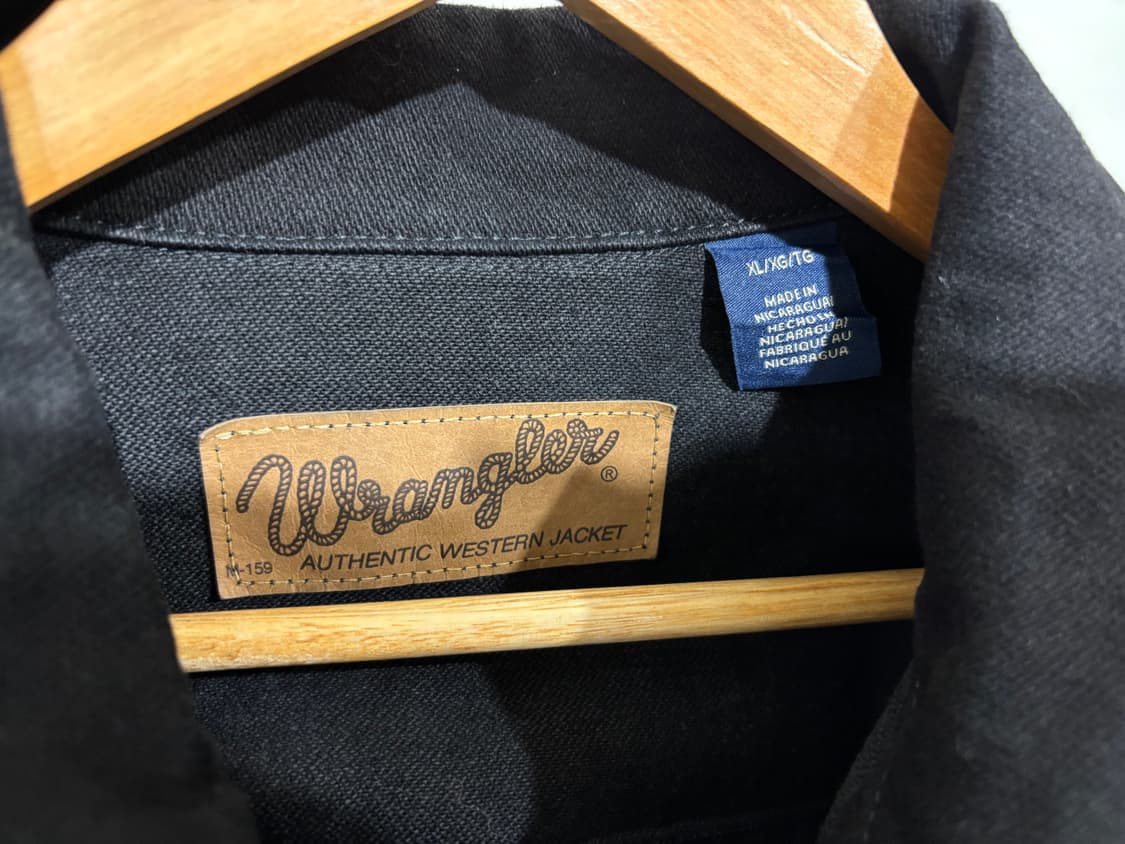 XL/XG/TG
MADE IN
NICARAGUA/
HECHO EN
NICARAGUA/
FABRIQUÉ AU
NICARAGUA
Wrangler®
AUTHENTIC WESTERN JACKET
M-159